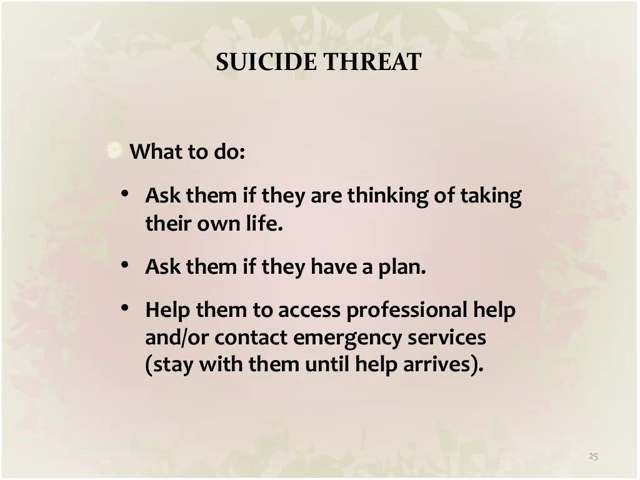 SUICIDE THREAT
What to do:
• Ask them if they are thinking of taking
their own life.
• Ask them if they have a plan.
• Help them to access professional help
and/or contact emergency services
(stay with them until help arrives).
25